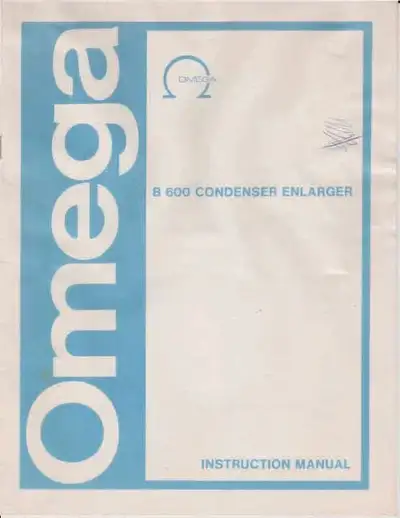 Omega
OMEGA
B 600 CONDENSER ENLARGER
INSTRUCTION MANUAL